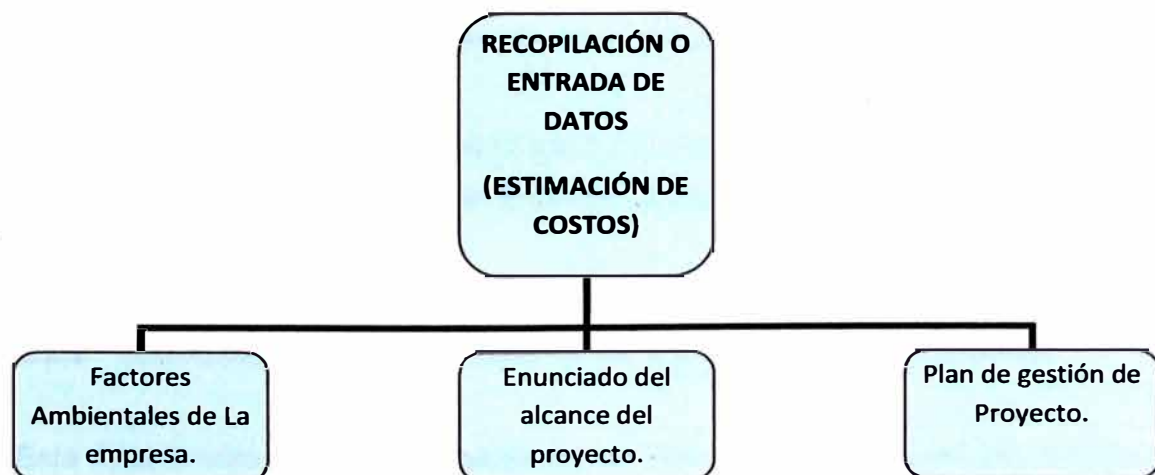 RECOPILACIÓN O
ENTRADA DE
DATOS
(ESTIMACIÓN DE
COSTOS)
Factores
Ambientales de La
empresa.
Enunciado del
alcance del
proyecto.
Plan de gestión de
Proyecto.